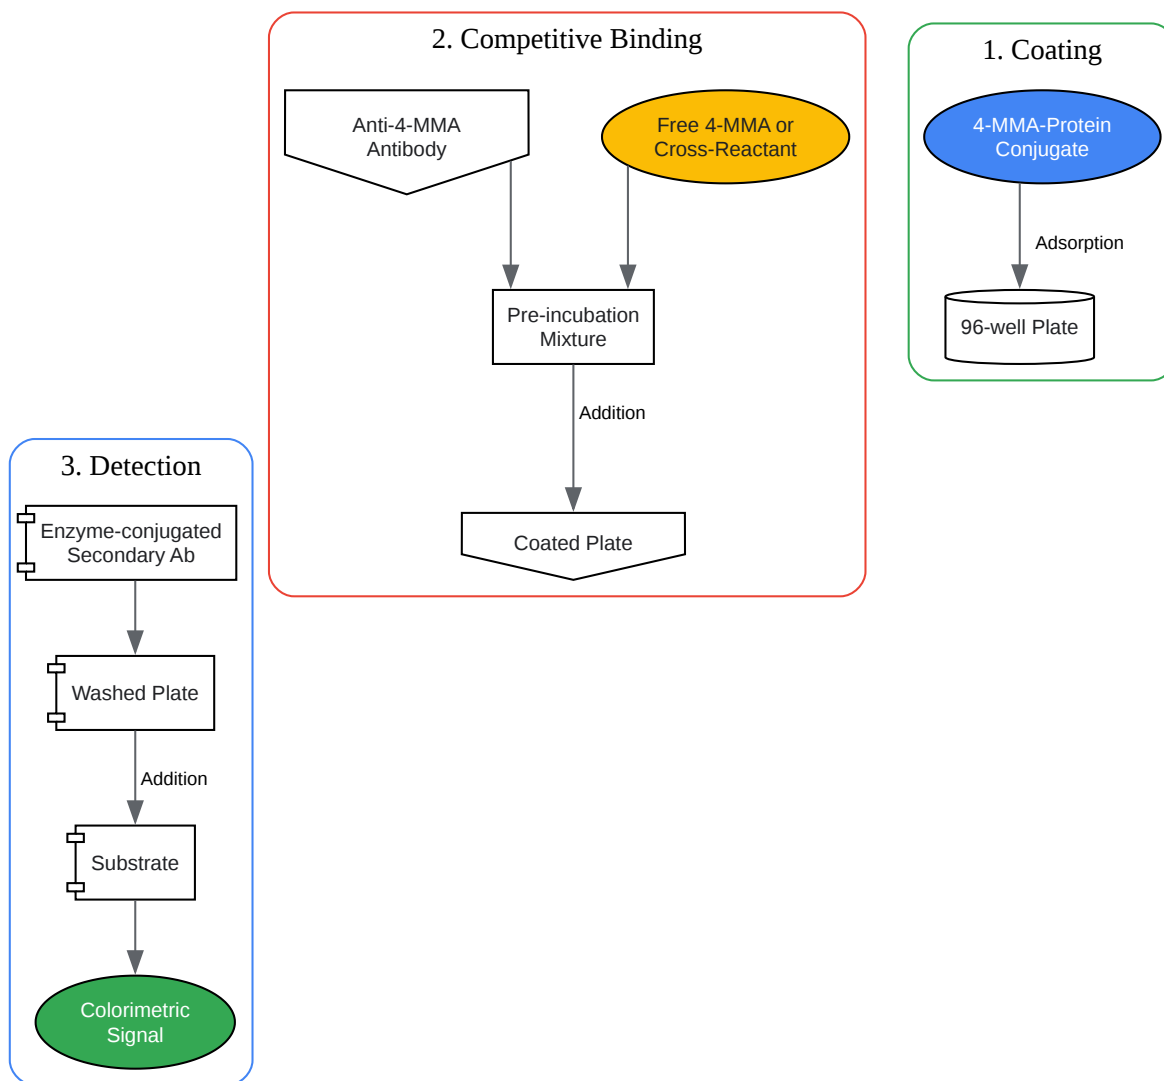 2. Competitive Binding
Anti-4-MMA
Antibody
Free 4-MMA or
Cross-Reactant
Pre-incubation
Mixture
Addition
Coated Plate
1. Coating
4-MMA-Protein
Conjugate
Adsorption
96-well Plate
3. Detection
Enzyme-conjugated
Secondary Ab
Washed Plate
Addition
Substrate
Colorimetric
Signal